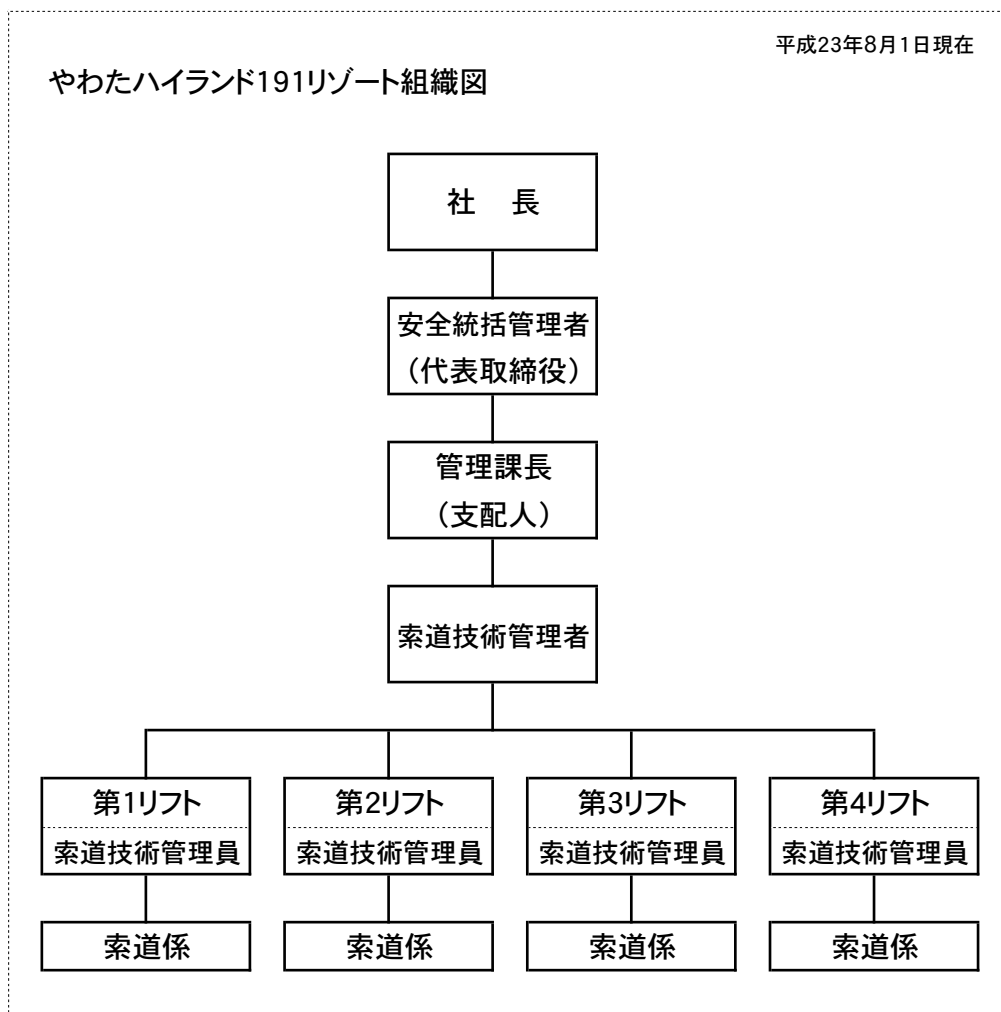 平成23年8月1日現在
やわたハイランド191リゾート組織図
社　長
安全統括管理者
（代表取締役）
管理課長
（支配人）
索道技術管理者
第1リフト
索道技術管理員
第2リフト
索道技術管理員
第3リフト
索道技術管理員
第4リフト
索道技術管理員
索道係
索道係
索道係
索道係